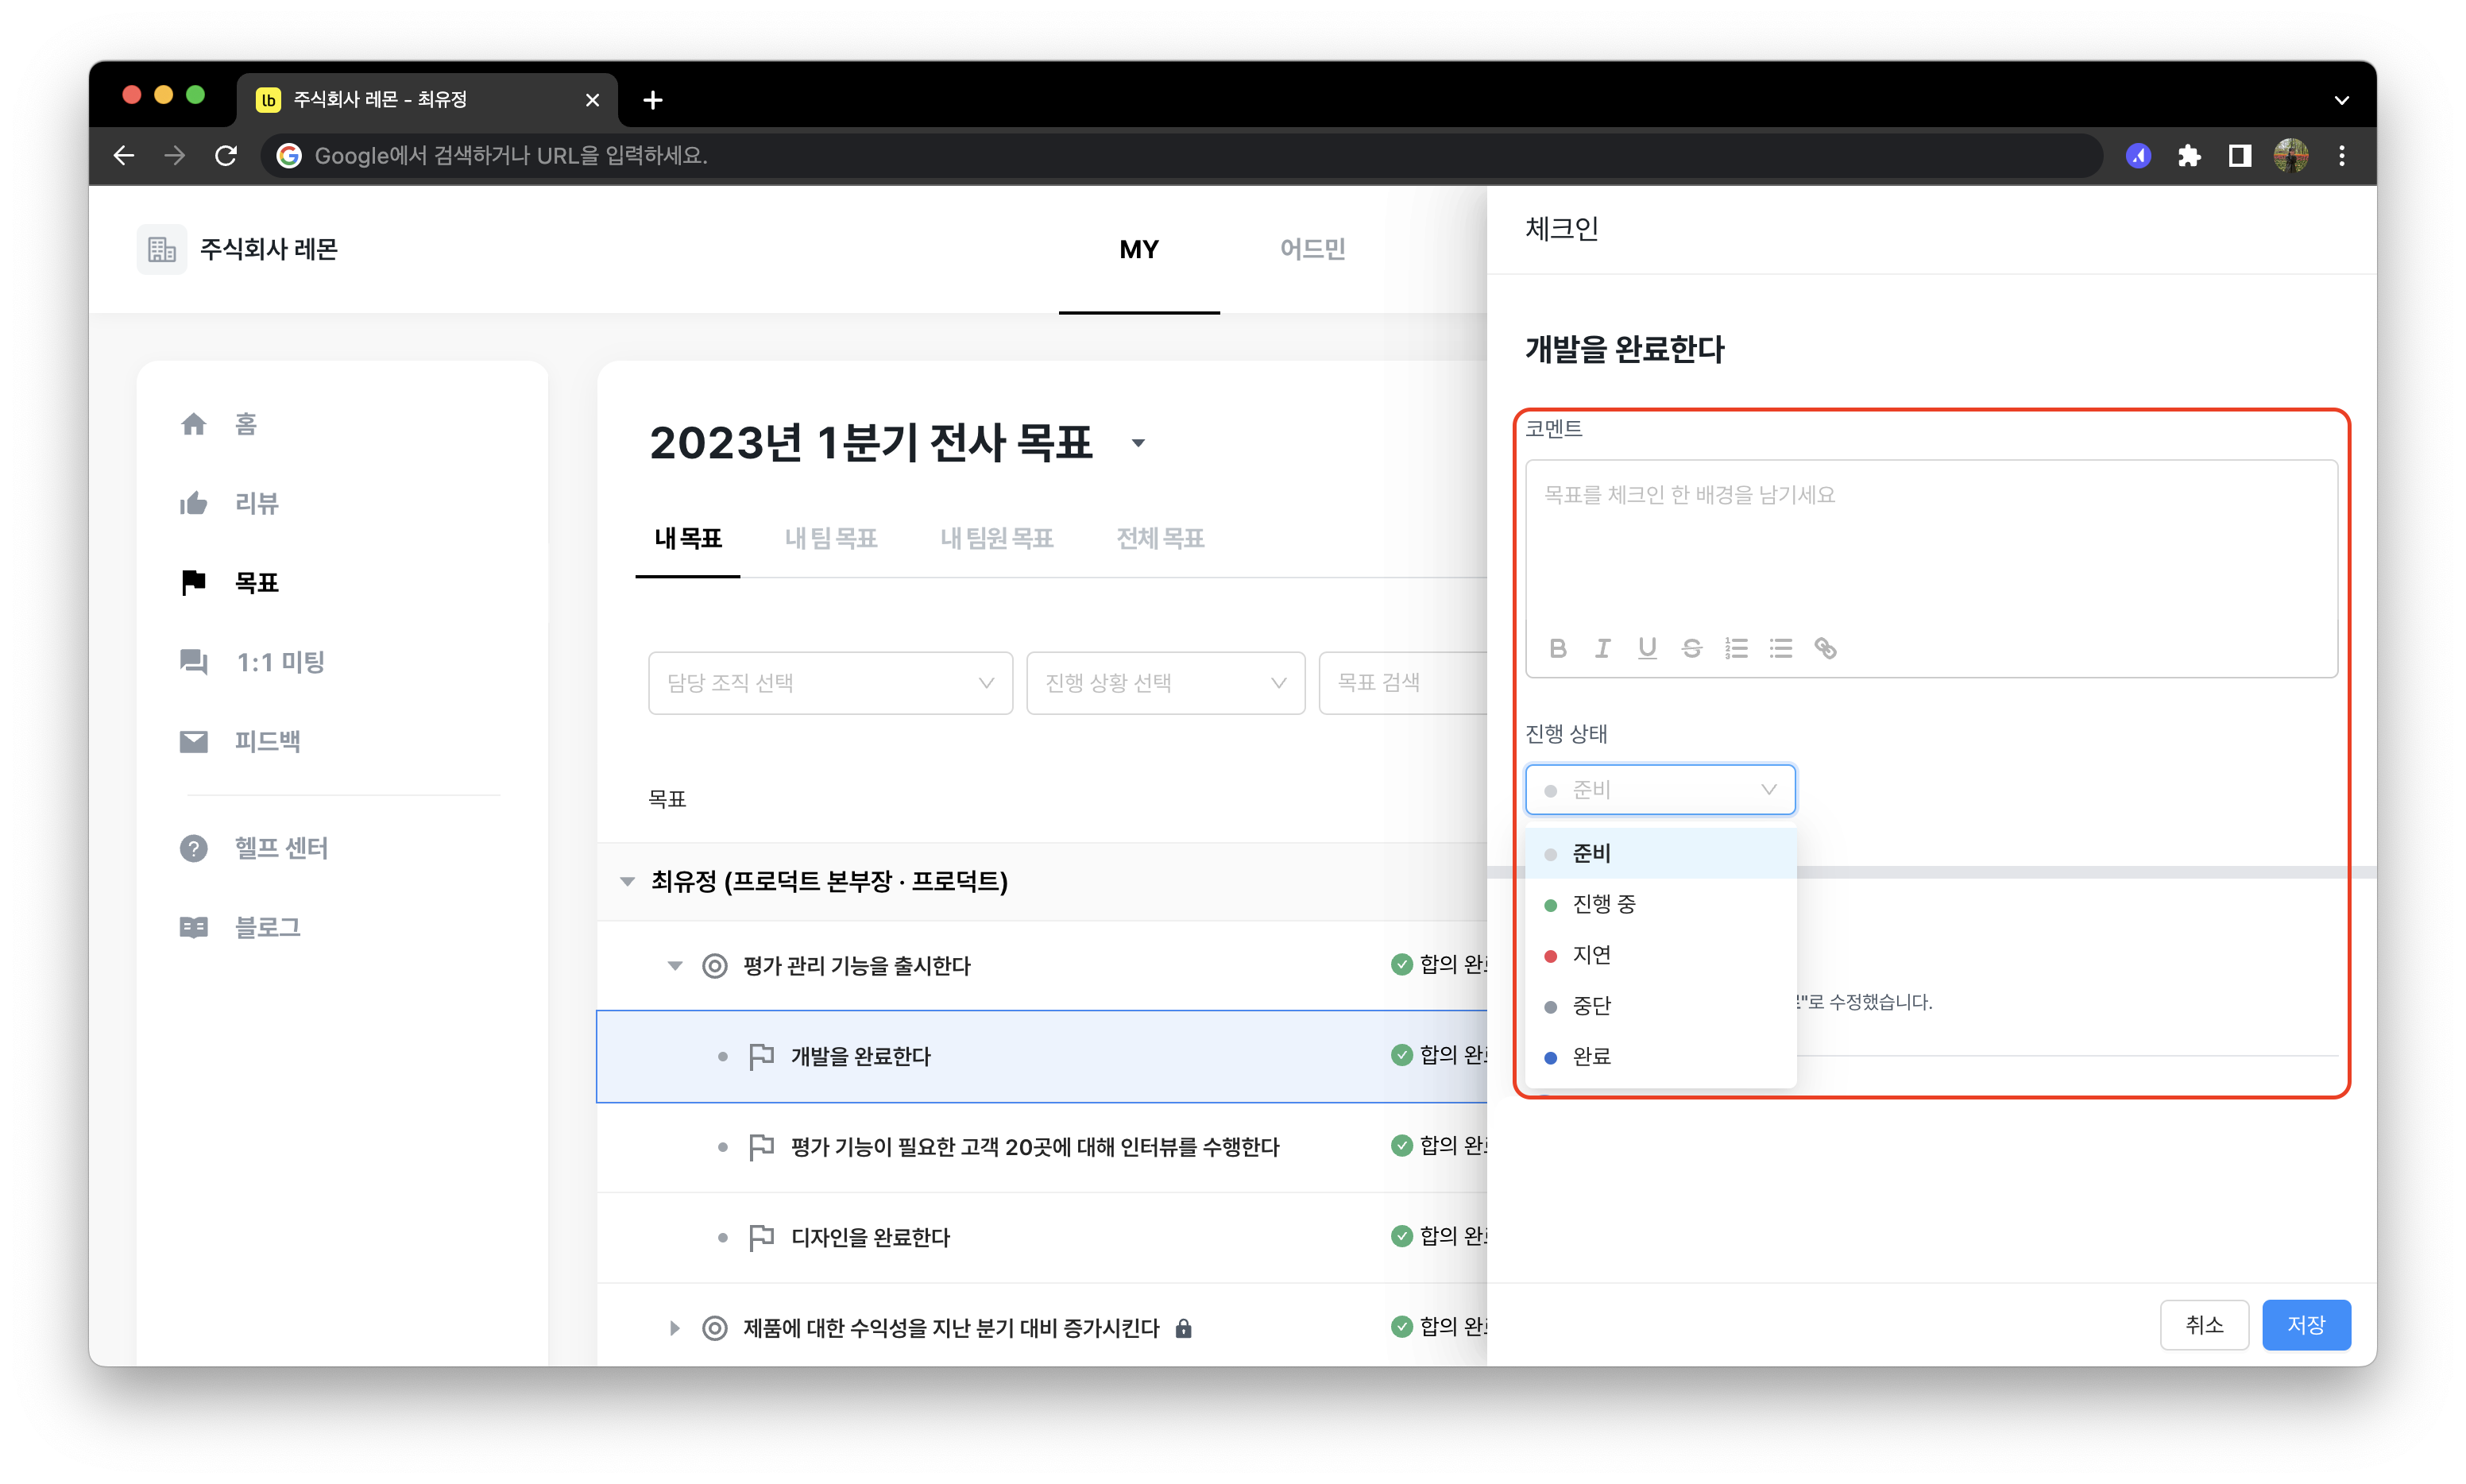 lb 주식회사 레몬 - 최유정
Google에서 검색하거나 URL을 입력하세요.
주식회사 레몬
MY
어드민
홈
리뷰
목표
1:1 미팅
피드백
헬프 센터
블로그
2023년 1분기 전사 목표
내 목표
내 팀 목표
내 팀원 목표
전체 목표
담당 조직 선택
진행 상황 선택
목표 검색
목표
최유정 (프로덕트 본부장 · 프로덕트)
평가 관리 기능을 출시한다
합의
개발을 완료한다
합의
평가 기능이 필요한 고객 20곳에 대해 인터뷰를 수행한다
합의
디자인을 완료한다
합의
제품에 대한 수익성을 지난 분기 대비 증가시킨다
합의
체크인
개발을 완료한다
코멘트
목표를 체크인 한 배경을 남기세요
진행 상태
준비
준비
진행 중
지연
중단
완료
"로 수정했습니다.
취소
저장